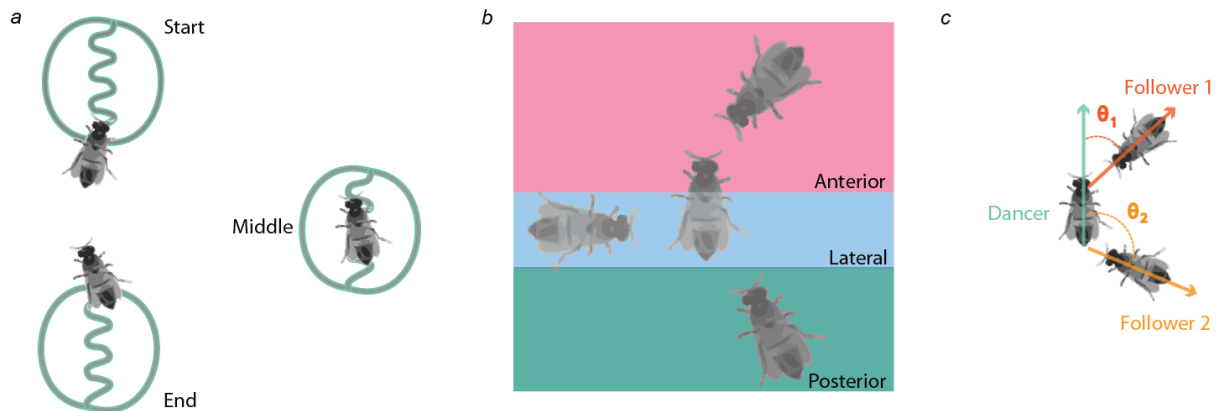 a
Start
Middle
End
b
Anterior
Lateral
Posterior
c
Follower 1
θ1
Dancer
θ2
Follower 2